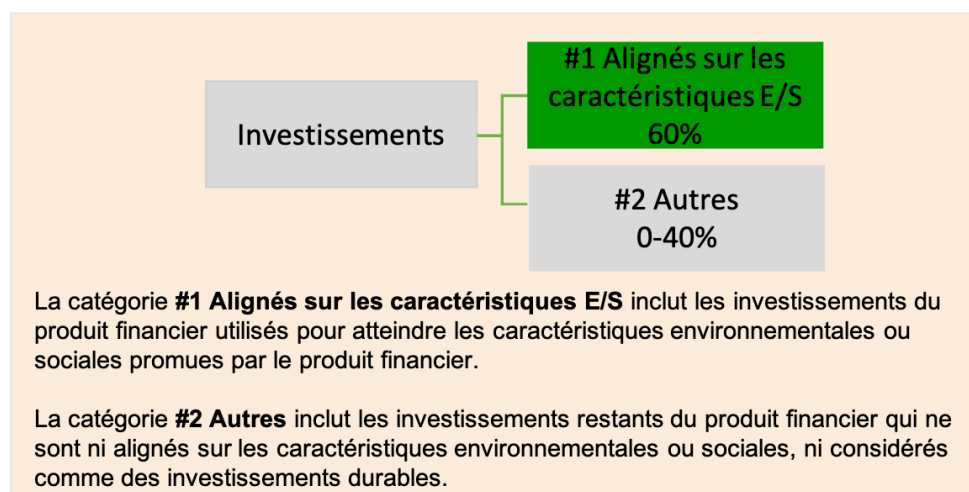 #1 Alignés sur les
caractéristiques E/S
60%
Investissements
#2 Autres
0-40%
La catégorie #1 Alignés sur les caractéristiques E/S inclut les investissements du
produit financier utilisés pour atteindre les caractéristiques environnementales ou
sociales promues par le produit financier.
La catégorie #2 Autres inclut les investissements restants du produit financier qui ne
sont ni alignés sur les caractéristiques environnementales ou sociales, ni considérés
comme des investissements durables.